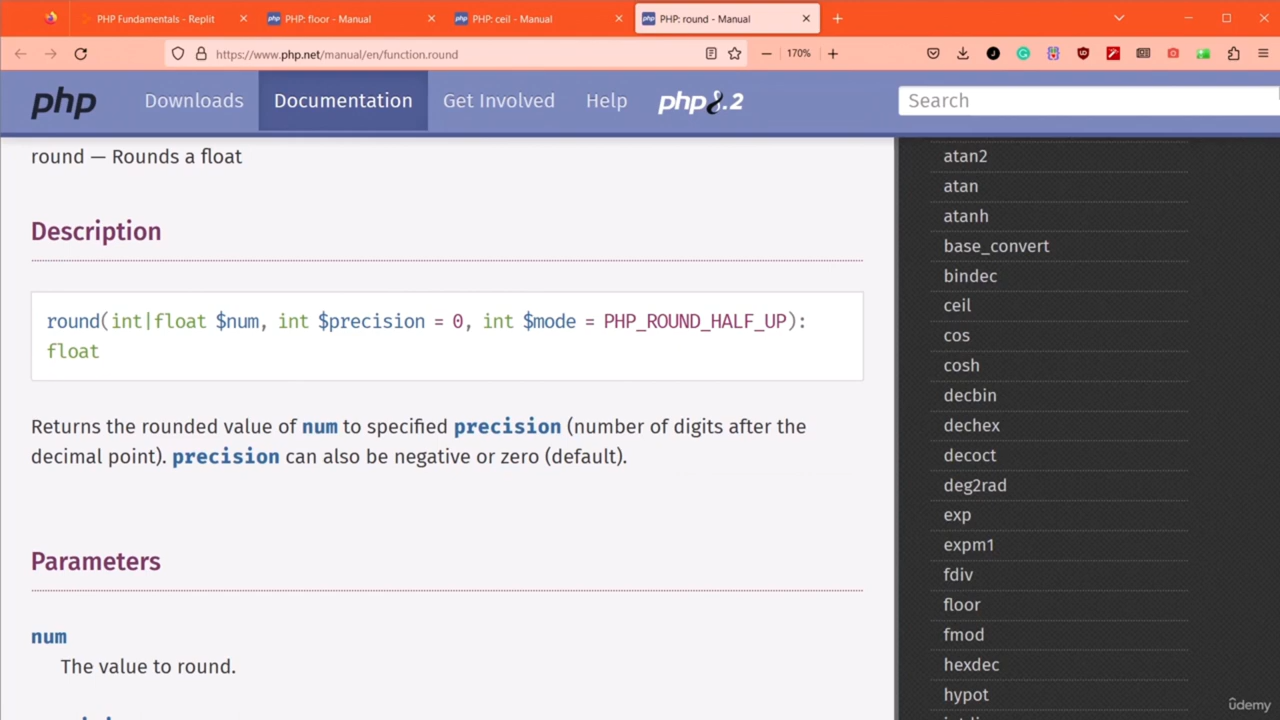 PHP Fundamentals - Replit
PHP: floor - Manual
PHP: ceil - Manual
PHP: round - Manual
https://www.php.net/manual/en/function.round
170%
php
Downloads
Documentation
Get Involved
Help
php8.2
Search
round — Rounds a float
Description
round(int|float $num, int $precision = 0, int $mode = PHP_ROUND_HALF_UP):
float
Returns the rounded value of num to specified precision (number of digits after the
decimal point). precision can also be negative or zero (default).
Parameters
num
The value to round.
atan2
atan
atanh
base_convert
bindec
ceil
cos
cosh
decbin
dechex
decoct
deg2rad
exp
expm1
fdiv
floor
fmod
hexdec
hypot
ûdemy